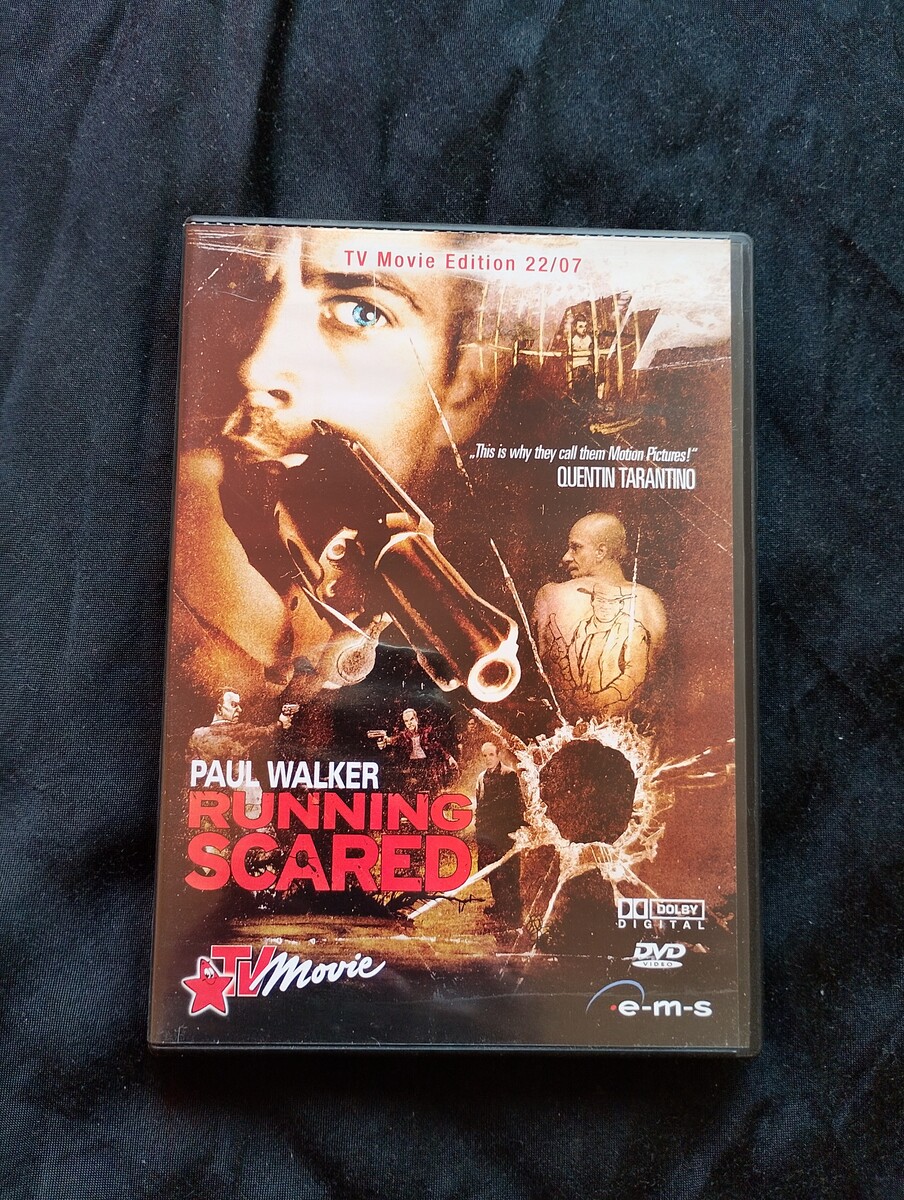 TV Movie Edition 22/07
„This is why they call them Motion Pictures!“
QUENTIN TARANTINO
PAUL WALKER
RUNNING
SCARED
DOLBY
DIGITAL
TV Movie
DVD
VIDEO
e-m-s